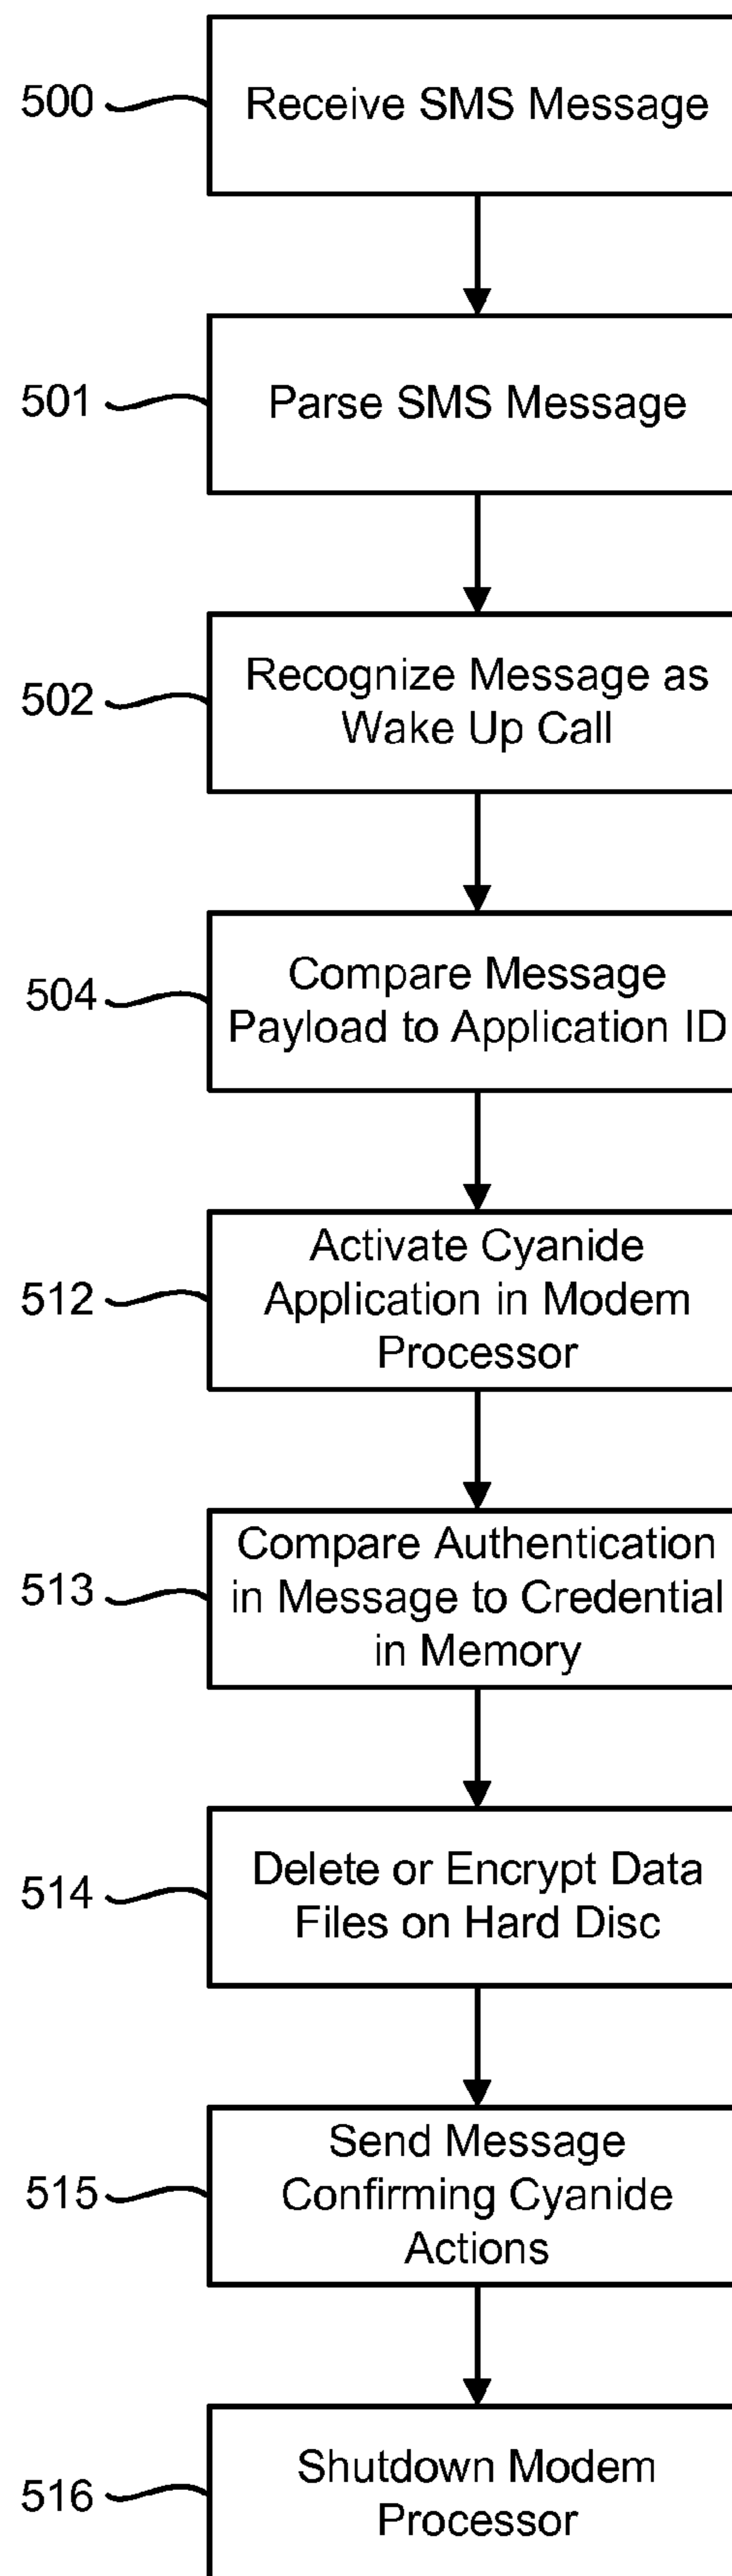 500
Receive SMS Message
501
Parse SMS Message
502
Recognize Message as
Wake Up Call
504
Compare Message
Payload to Application ID
512
Activate Cyanide
Application in Modem
Processor
513
Compare Authentication
in Message to Credential
in Memory
514
Delete or Encrypt Data
Files on Hard Disc
515
Send Message
Confirming Cyanide
Actions
516
Shutdown Modem
Processor